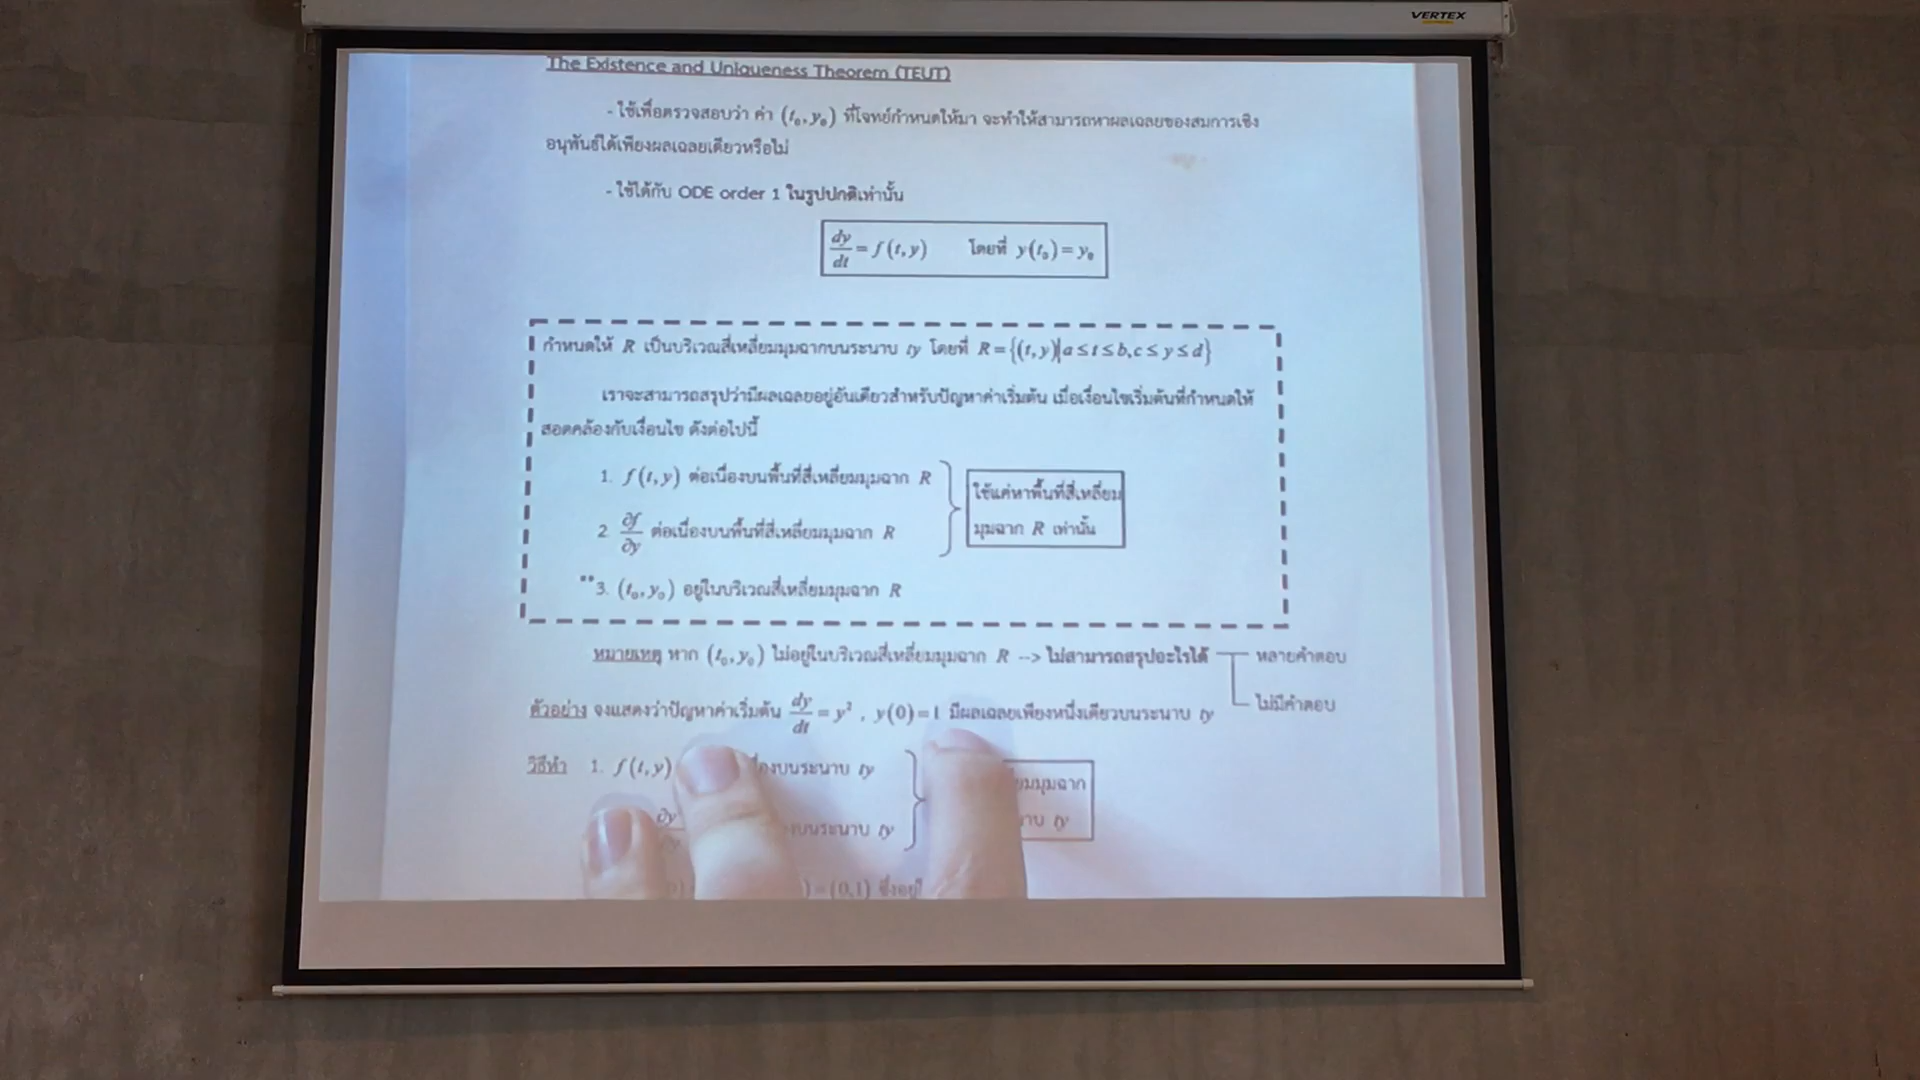 VERTEX
The Existence and Uniqueness Theorem (TEUT)
- ใช้เพื่อตรวจสอบว่า ค่า (t₀, y₀) ที่โจทย์กำหนดให้มา จะทำให้สามารถหาผลเฉลยของสมการเชิง
อนุพันธ์ได้เพียงผลเฉลยเดียวหรือไม่
- ใช้ได้กับ ODE order 1 ในรูปปกติเท่านั้น
dy/dt = f(t, y) โดยที่ y(t₀) = y₀
กำหนดให้ R เป็นบริเวณสี่เหลี่ยมมุมฉากบนระนาบ ty โดยที่ R = {(t, y)|a ≤ t ≤ b, c ≤ y ≤ d}
เราจะสามารถสรุปว่ามีผลเฉลยอยู่อันเดียวสำหรับปัญหาค่าเริ่มต้น เมื่อเงื่อนไขเริ่มต้นที่กำหนดให้
สอดคล้องกับเงื่อนไข ดังต่อไปนี้
1. f(t, y) ต่อเนื่องบนพื้นที่สี่เหลี่ยมมุมฉาก R
2. ∂f/∂y ต่อเนื่องบนพื้นที่สี่เหลี่ยมมุมฉาก R
ใช้แค่หาพื้นที่สี่เหลี่ยม
มุมฉาก R เท่านั้น
**3. (t₀, y₀) อยู่ในบริเวณสี่เหลี่ยมมุมฉาก R
หมายเหตุ หาก (t₀, y₀) ไม่อยู่ในบริเวณสี่เหลี่ยมมุมฉาก R --> ไม่สามารถสรุปอะไรได้ หลายคำตอบ
ไม่มีคำตอบ
ตัวอย่าง จงแสดงว่าปัญหาค่าเริ่มต้น dy/dt = y², y(0) = 1 มีผลเฉลยเพียงหนึ่งเดียวบนระนาบ ty
วิธีทำ 1. f(t, y) บนระนาบ ty
มุมฉาก
∂y บนระนาบ ty
ty
) = (0,1) ซึ่งอยู่